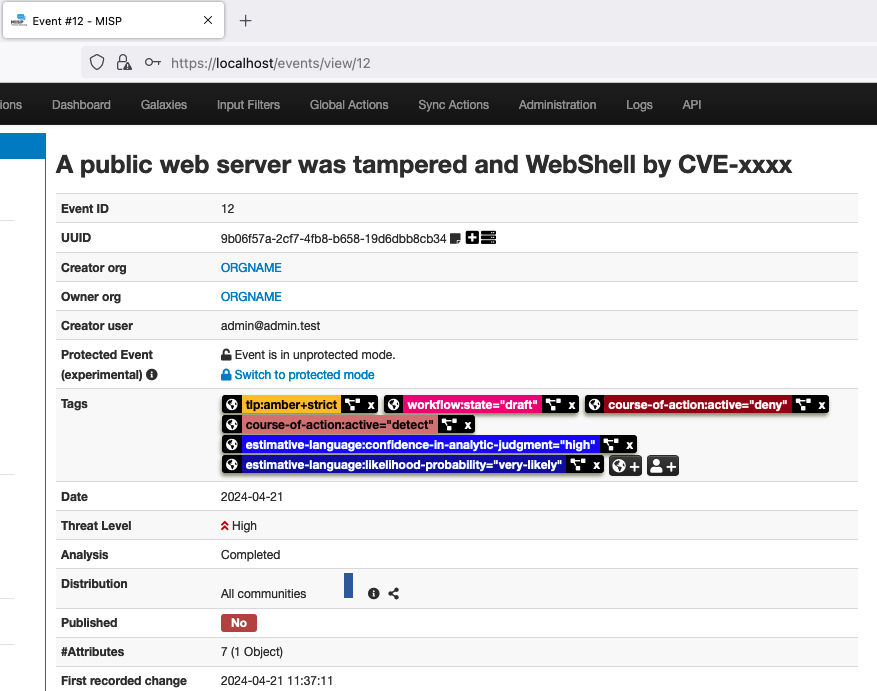 MISP Event #12 - MISP
https://localhost/events/view/12
ions Dashboard Galaxies Input Filters Global Actions Sync Actions Administration Logs API
A public web server was tampered and WebShell by CVE-xxxx
Event ID 12
UUID 9b06f57a-2cf7-4fb8-b658-19d6dbb8cb34
Creator org ORGNAME
Owner org ORGNAME
Creator user admin@admin.test
Protected Event Event is in unprotected mode.
(experimental) Switch to protected mode
Tags tlp:amber+strict x workflow:state="draft" x course-of-action:active="deny" x
course-of-action:active="detect" x
estimative-language:confidence-in-analytic-judgment="high" x
estimative-language:likelihood-probability="very-likely" x + +
Date 2024-04-21
Threat Level High
Analysis Completed
Distribution All communities
Published No
#Attributes 7 (1 Object)
First recorded change 2024-04-21 11:37:11